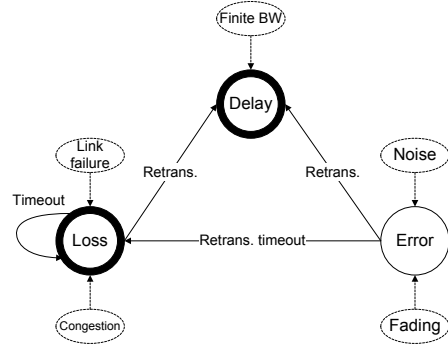 Finite BW
Delay
Link
failure
Retrans.
Retrans.
Noise
Timeout
Loss
Retrans. timeout
Error
Congestion
Fading